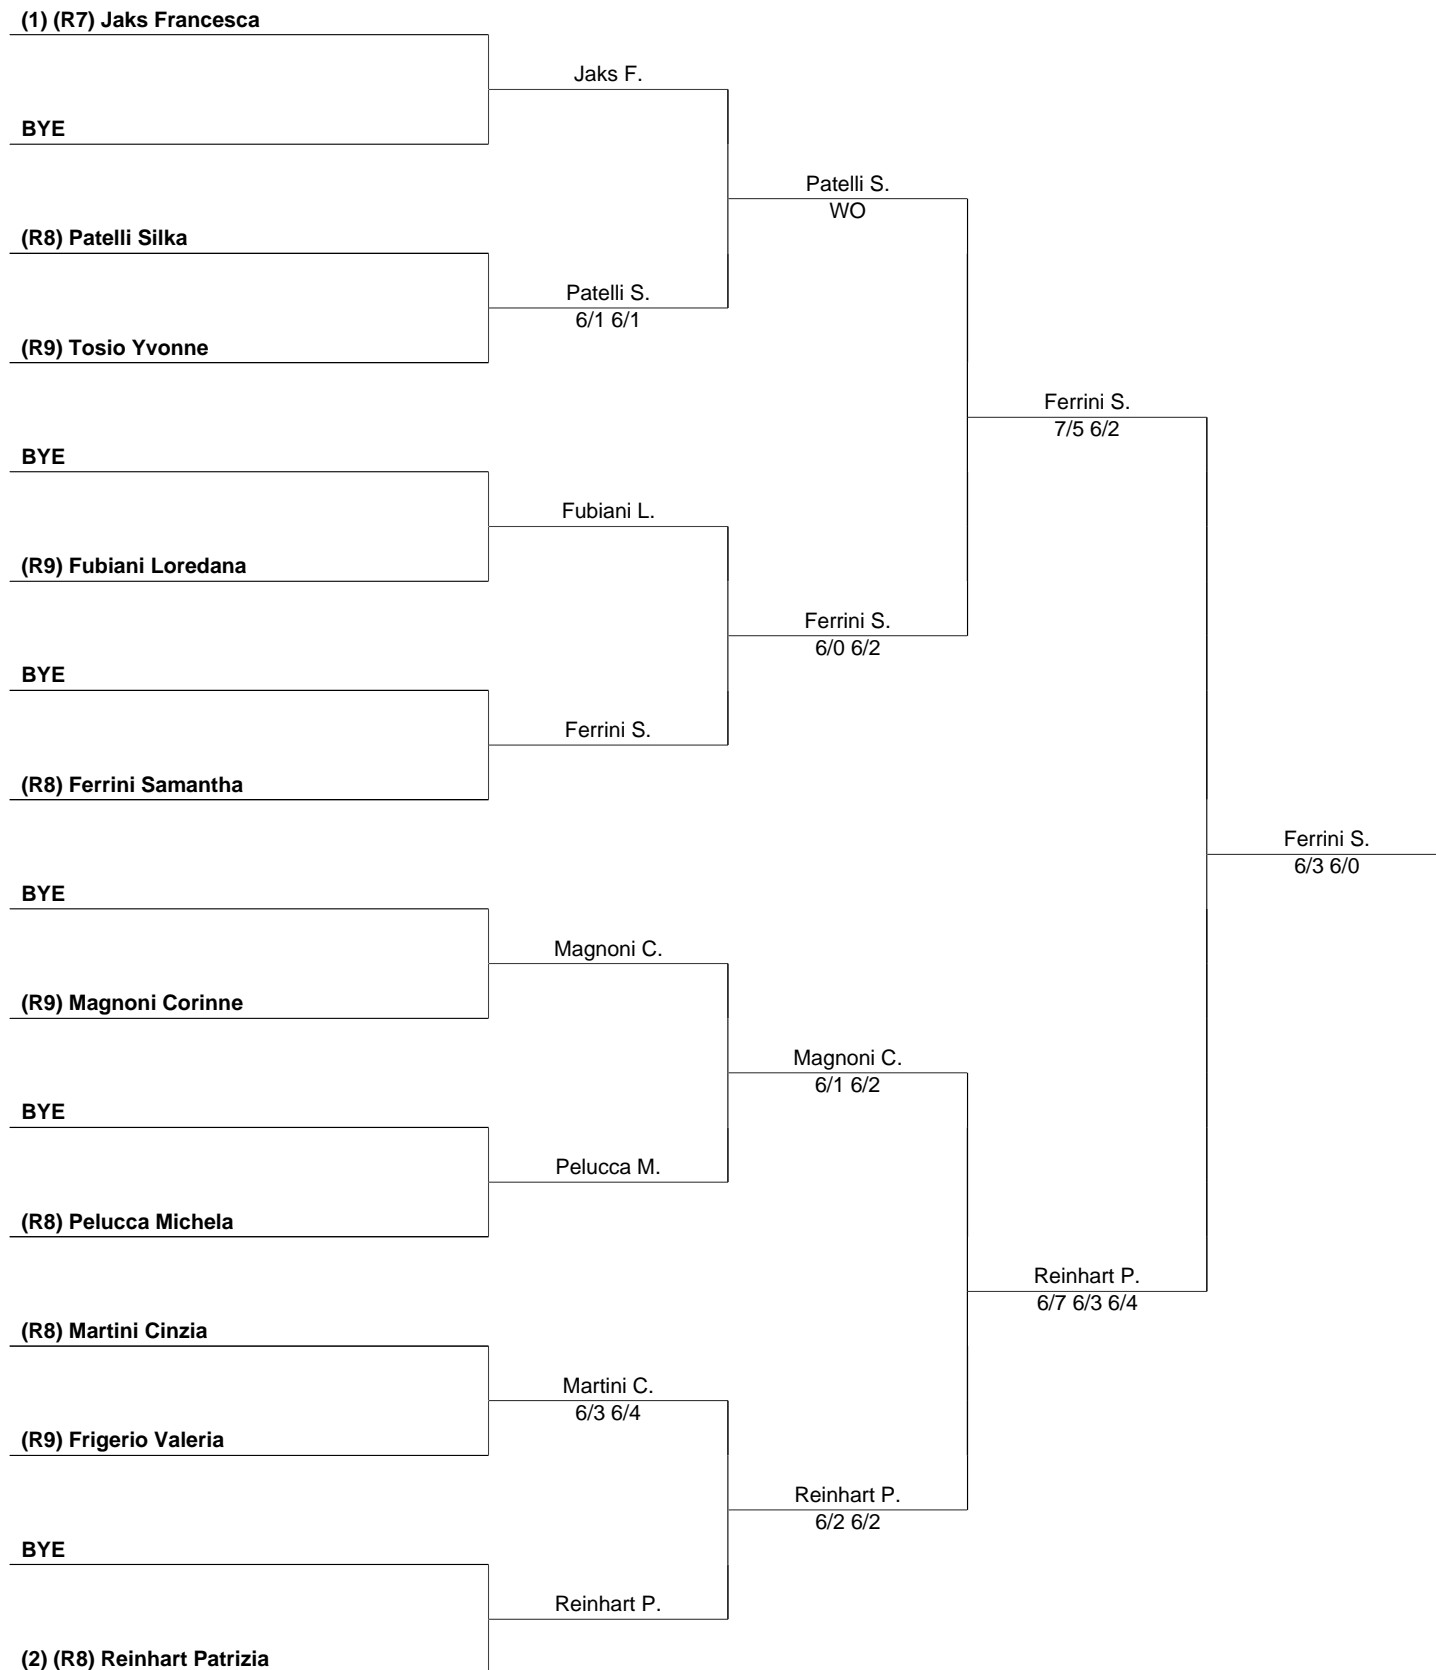 (1) (R7) Jaks Francesca
Jaks F.
BYE
Patelli S.
WO
(R8) Patelli Silka
Patelli S.
6/1 6/1
(R9) Tosio Yvonne
Ferrini S.
7/5 6/2
BYE
Fubiani L.
(R9) Fubiani Loredana
Ferrini S.
6/0 6/2
BYE
Ferrini S.
(R8) Ferrini Samantha
Ferrini S.
6/3 6/0
BYE
Magnoni C.
(R9) Magnoni Corinne
Magnoni C.
6/1 6/2
BYE
Pelucca M.
(R8) Pelucca Michela
Reinhart P.
6/7 6/3 6/4
(R8) Martini Cinzia
Martini C.
6/3 6/4
(R9) Frigerio Valeria
Reinhart P.
6/2 6/2
BYE
Reinhart P.
(2) (R8) Reinhart Patrizia